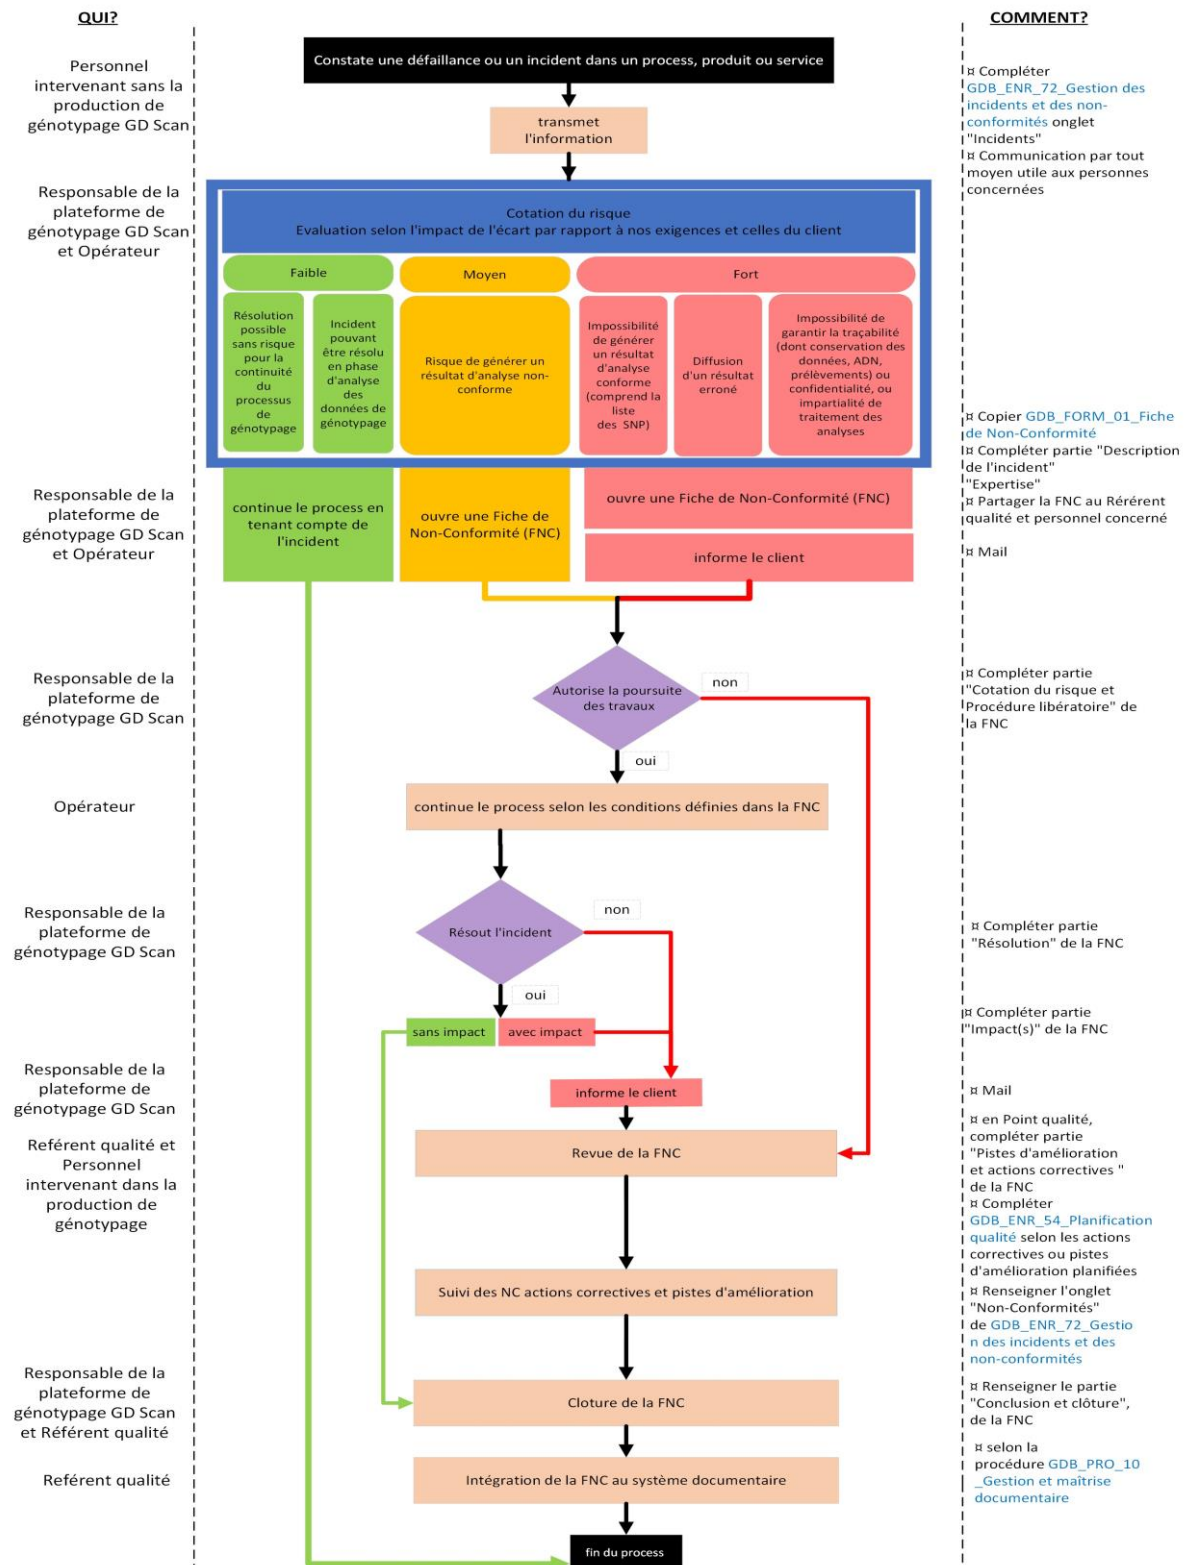 QUI?
COMMENT?
Personnel
intervenant sans la
production de
génotypage GD Scan
Constate une défaillance ou un incident dans un process, produit ou service
transmet
l'information
¤ Compléter
GDB_ENR_72_Gestion des
incidents et des non-
conformités onglet
"Incidents"
¤ Communication par tout
moyen utile aux personnes
concernées
Responsable de la
plateforme de
génotypage GD Scan
et Opérateur
Cotation du risque
Evaluation selon l'impact de l'écart par rapport à nos exigences et celles du client
Faible
Moyen
Fort
Résolution
possible
sans risque
pour la
continuité
du
processus
de
génotypage
Incident
pouvant
être résolu
en phase
d'analyse
des
données de
génotypage
Risque de générer un
résultat d'analyse non-
conforme
Impossibilité
de générer
un résultat
d'analyse
conforme
(comprend la
liste
des SNP)
Diffusion
d'un résultat
erroné
Impossibilité de
garantir la traçabilité
(dont conservation des
données, ADN,
prélèvements) ou
confidentialité, ou
impartialité de
traitement des
analyses
Responsable de la
plateforme de
génotypage GD Scan
et Opérateur
continue le process en
tenant compte de
l'incident
ouvre une Fiche de
Non-Conformité (FNC)
ouvre une Fiche de Non-Conformité (FNC)
informe le client
¤ Copier GDB_FORM_01_Fiche
de Non-Conformité
¤ Compléter partie "Description
de l'incident"
"Expertise"
¤ Partager la FNC au Rérérent
qualité et personnel concerné
¤ Mail
Responsable de la
plateforme de
génotypage GD Scan
Autorise la poursuite
des travaux
non
oui
¤ Compléter partie
"Cotation du risque et
Procédure libératoire" de
la FNC
Opérateur
continue le process selon les conditions définies dans la FNC
Responsable de la
plateforme de
génotypage GD Scan
Résout l'incident
non
oui
¤ Compléter partie
"Résolution" de la FNC
sans impact
avec impact
¤ Compléter partie
"Impact(s)" de la FNC
Responsable de la
plateforme de
génotypage GD Scan
informe le client
¤ Mail
Reférent qualité et
Personnel
intervenant dans la
production de
génotypage
Revue de la FNC
¤ en Point qualité,
compléter partie
"Pistes d'amélioration
et actions correctives "
de la FNC
¤ Compléter
GDB_ENR_54_Planification
qualité selon les actions
correctives ou pistes
d'amélioration planifiées
Suivi des NC actions correctives et pistes d'amélioration
¤ Renseigner l'onglet
"Non-Conformités"
de GDB_ENR_72_Gestio
n des incidents et des
non-conformités
Responsable de la
plateforme de
génotypage GD Scan
et Référent qualité
Cloture de la FNC
¤ Renseigner le partie
"Conclusion et clôture",
de la FNC
Reférent qualité
Intégration de la FNC au système documentaire
¤ selon la
procédure GDB_PRO_10
_Gestion et maîtrise
documentaire
fin du process